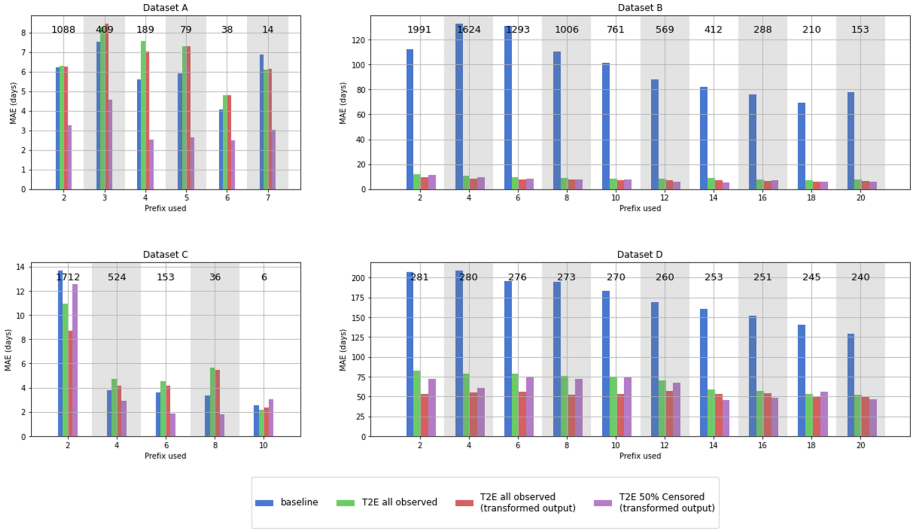 Dataset A
1088 409 189 79 38 14
8
7
6
5
4
3
2
1
0
MAE (days)
2 3 4 5 6 7
Prefix used
Dataset B
1991 1624 1293 1006 761 569 412 288 210 153
120
100
80
60
40
20
0
MAE (days)
2 4 6 8 10 12 14 16 18 20
Prefix used
Dataset C
1712 524 153 36 6
14
12
10
8
6
4
2
0
MAE (days)
2 4 6 8 10
Prefix used
Dataset D
281 280 276 273 270 260 253 251 245 240
200
175
150
125
100
75
50
25
0
MAE (days)
2 4 6 8 10 12 14 16 18 20
Prefix used
baseline
T2E all observed
T2E all observed
(transformed output)
T2E 50% Censored
(transformed output)